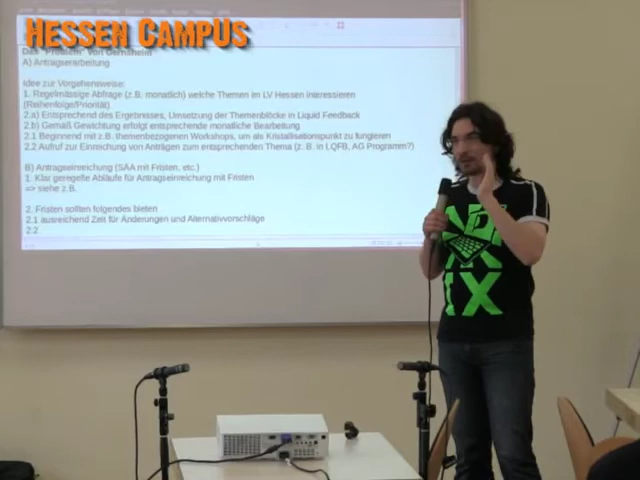 HESSEN CAMPUS
Das "Problem" von Gernsheim
A) Antragserarbeitung
Idee zur Vorgehensweise:
1. Regelmässige Abfrage (z.B. monatlich) welche Themen im LV Hessen interessieren
(Reihenfolge/Priorität)
2.a) Entsprechend des Ergebnisses, Umsetzung der Themenblöcke in Liquid Feedback
2.b) Gemäß Gewichtung erfolgt entsprechende monatliche Bearbeitung
2.1 Beginnend mit z.B. themenbezogenen Workshops, um als Kristallisationspunkt zu fungieren
2.2 Aufruf zur Einreichung von Anträgen zum entsprechenden Thema (z. B. in LQFB, AG Programm?)
B) Antragseinreichung (SÄA mit Fristen, etc.)
1. Klar geregelte Abläufe für Antragseinreichung mit Fristen
=> siehe z.B.
2. Fristen sollten folgendes bieten
2.1 ausreichend Zeit für Änderungen und Alternativvorschläge
2.2